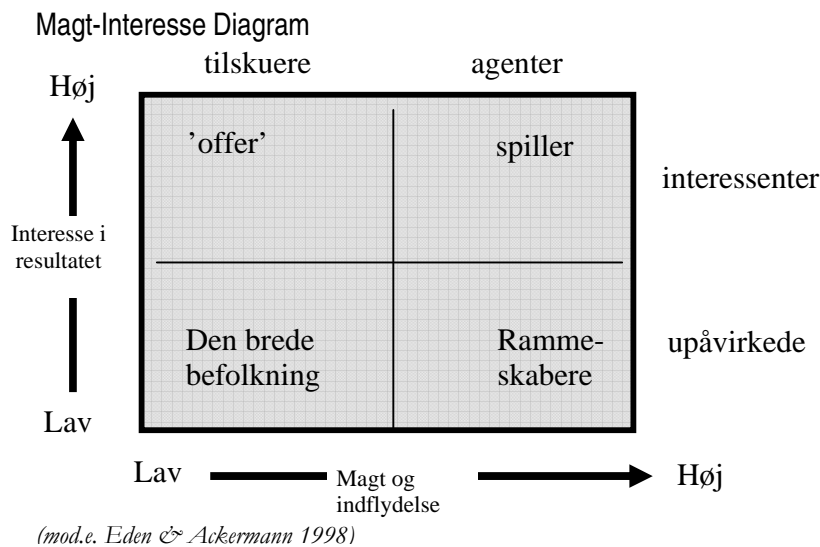 Magt-Interesse Diagram
tilskuere
agenter
Høj
’offer’
spiller
interessenter
Interesse i
resultatet
Den brede
befolkning
Ramme-
skabere
upåvirkede
Lav
Lav
Magt og
indflydelse
Høj
(mod.e. Eden & Ackermann 1998)